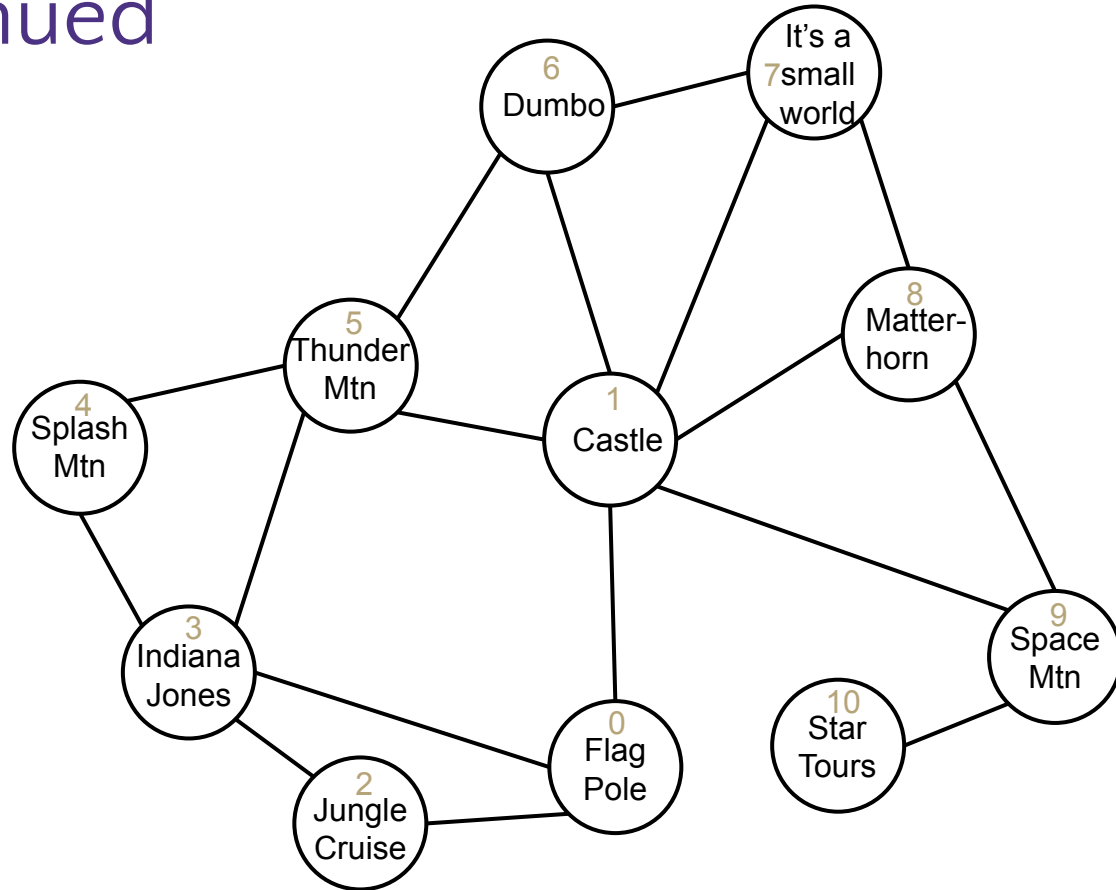 nued
6
Dumbo
It's a
7small
world
5
Thunder
Mtn
8
Matter-
horn
4
Splash
Mtn
1
Castle
3
Indiana
Jones
9
Space
Mtn
10
Star
Tours
0
Flag
Pole
2
Jungle
Cruise